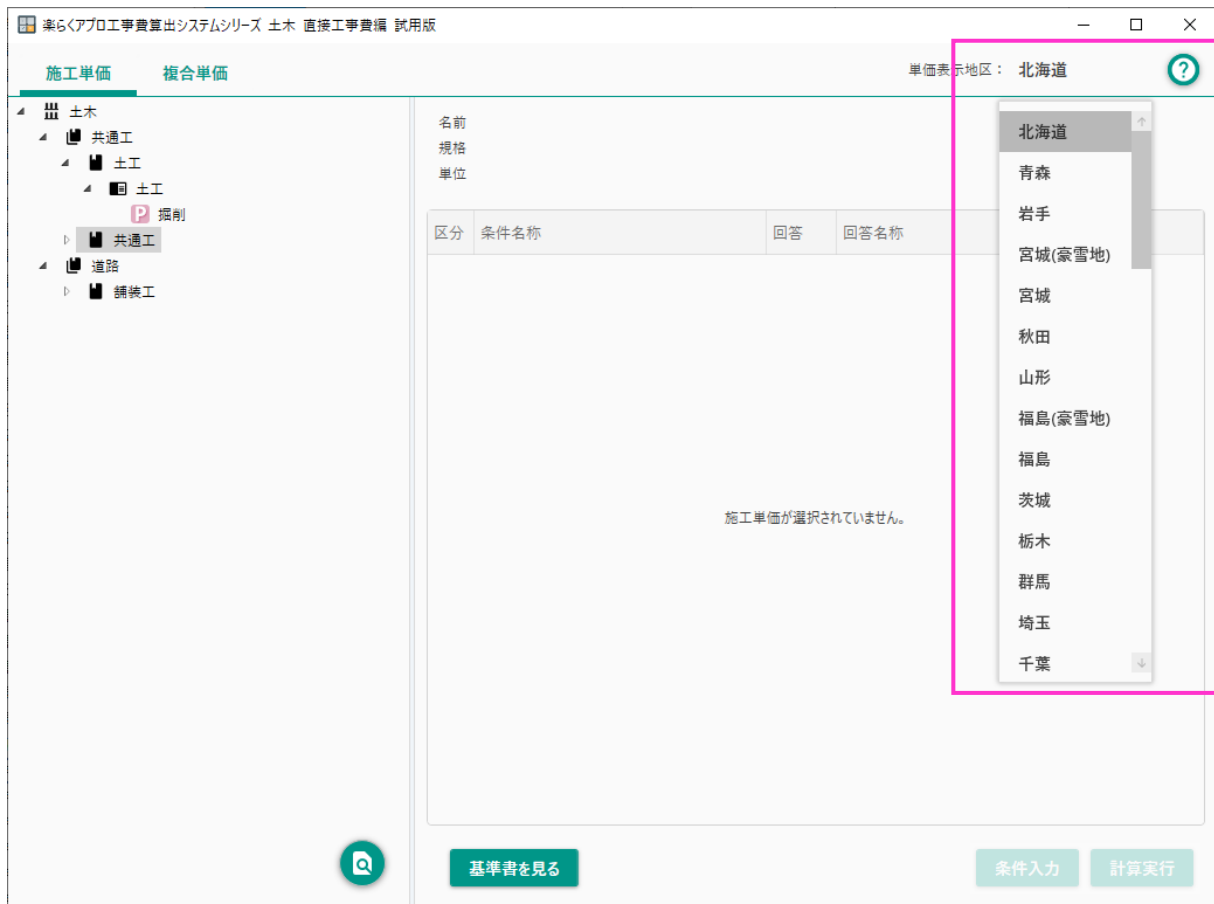 楽らくアプロ工事費算出システムシリーズ 土木 直接工事費編 試用版
施工単価 複合単価 単価表示地区： 北海道
土木
共通工
土工
土工
P 掘削
共通工
道路
舗装工
名前
規格
単位
区分 条件名称 回答 回答名称
施工単価が選択されていません。
北海道
青森
岩手
宮城(豪雪地)
宮城
秋田
山形
福島(豪雪地)
福島
茨城
栃木
群馬
埼玉
千葉
基準書を見る 条件入力 計算実行